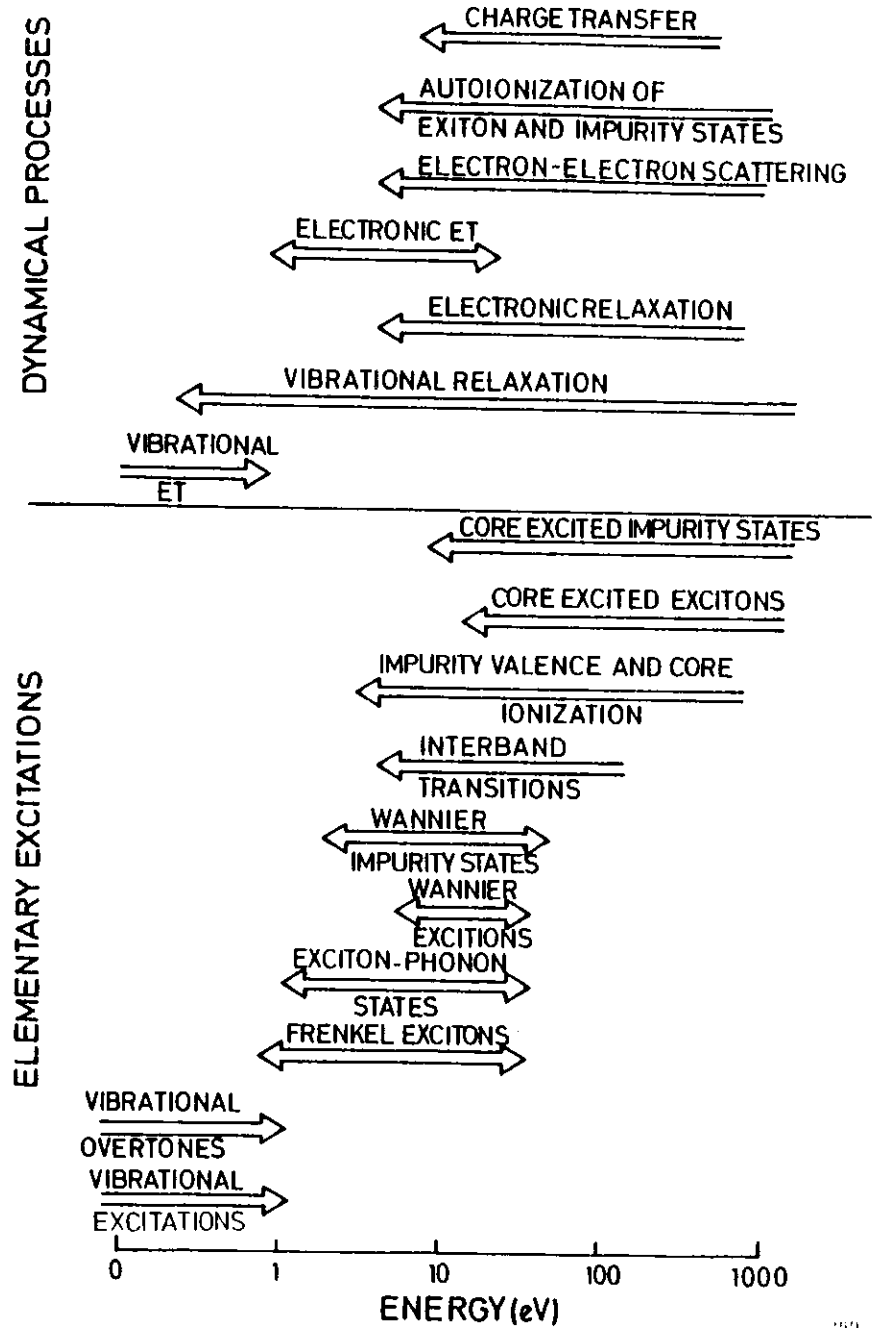 DYNAMICAL PROCESSES
CHARGE TRANSFER
AUTOIONIZATION OF
EXITON AND IMPURITY STATES
ELECTRON-ELECTRON SCATTERING
ELECTRONIC ET
ELECTRONIC RELAXATION
VIBRATIONAL RELAXATION
VIBRATIONAL
ET
ELEMENTARY EXCITATIONS
CORE EXCITED IMPURITY STATES
CORE EXCITED EXCITONS
IMPURITY VALENCE AND CORE
IONIZATION
INTERBAND
TRANSITIONS
WANNIER
IMPURITY STATES
WANNIER
EXCITIONS
EXCITON-PHONON
STATES
FRENKEL EXCITONS
VIBRATIONAL
OVERTONES
VIBRATIONAL
EXCITATIONS
0 1 10 100 1000
ENERGY (eV)